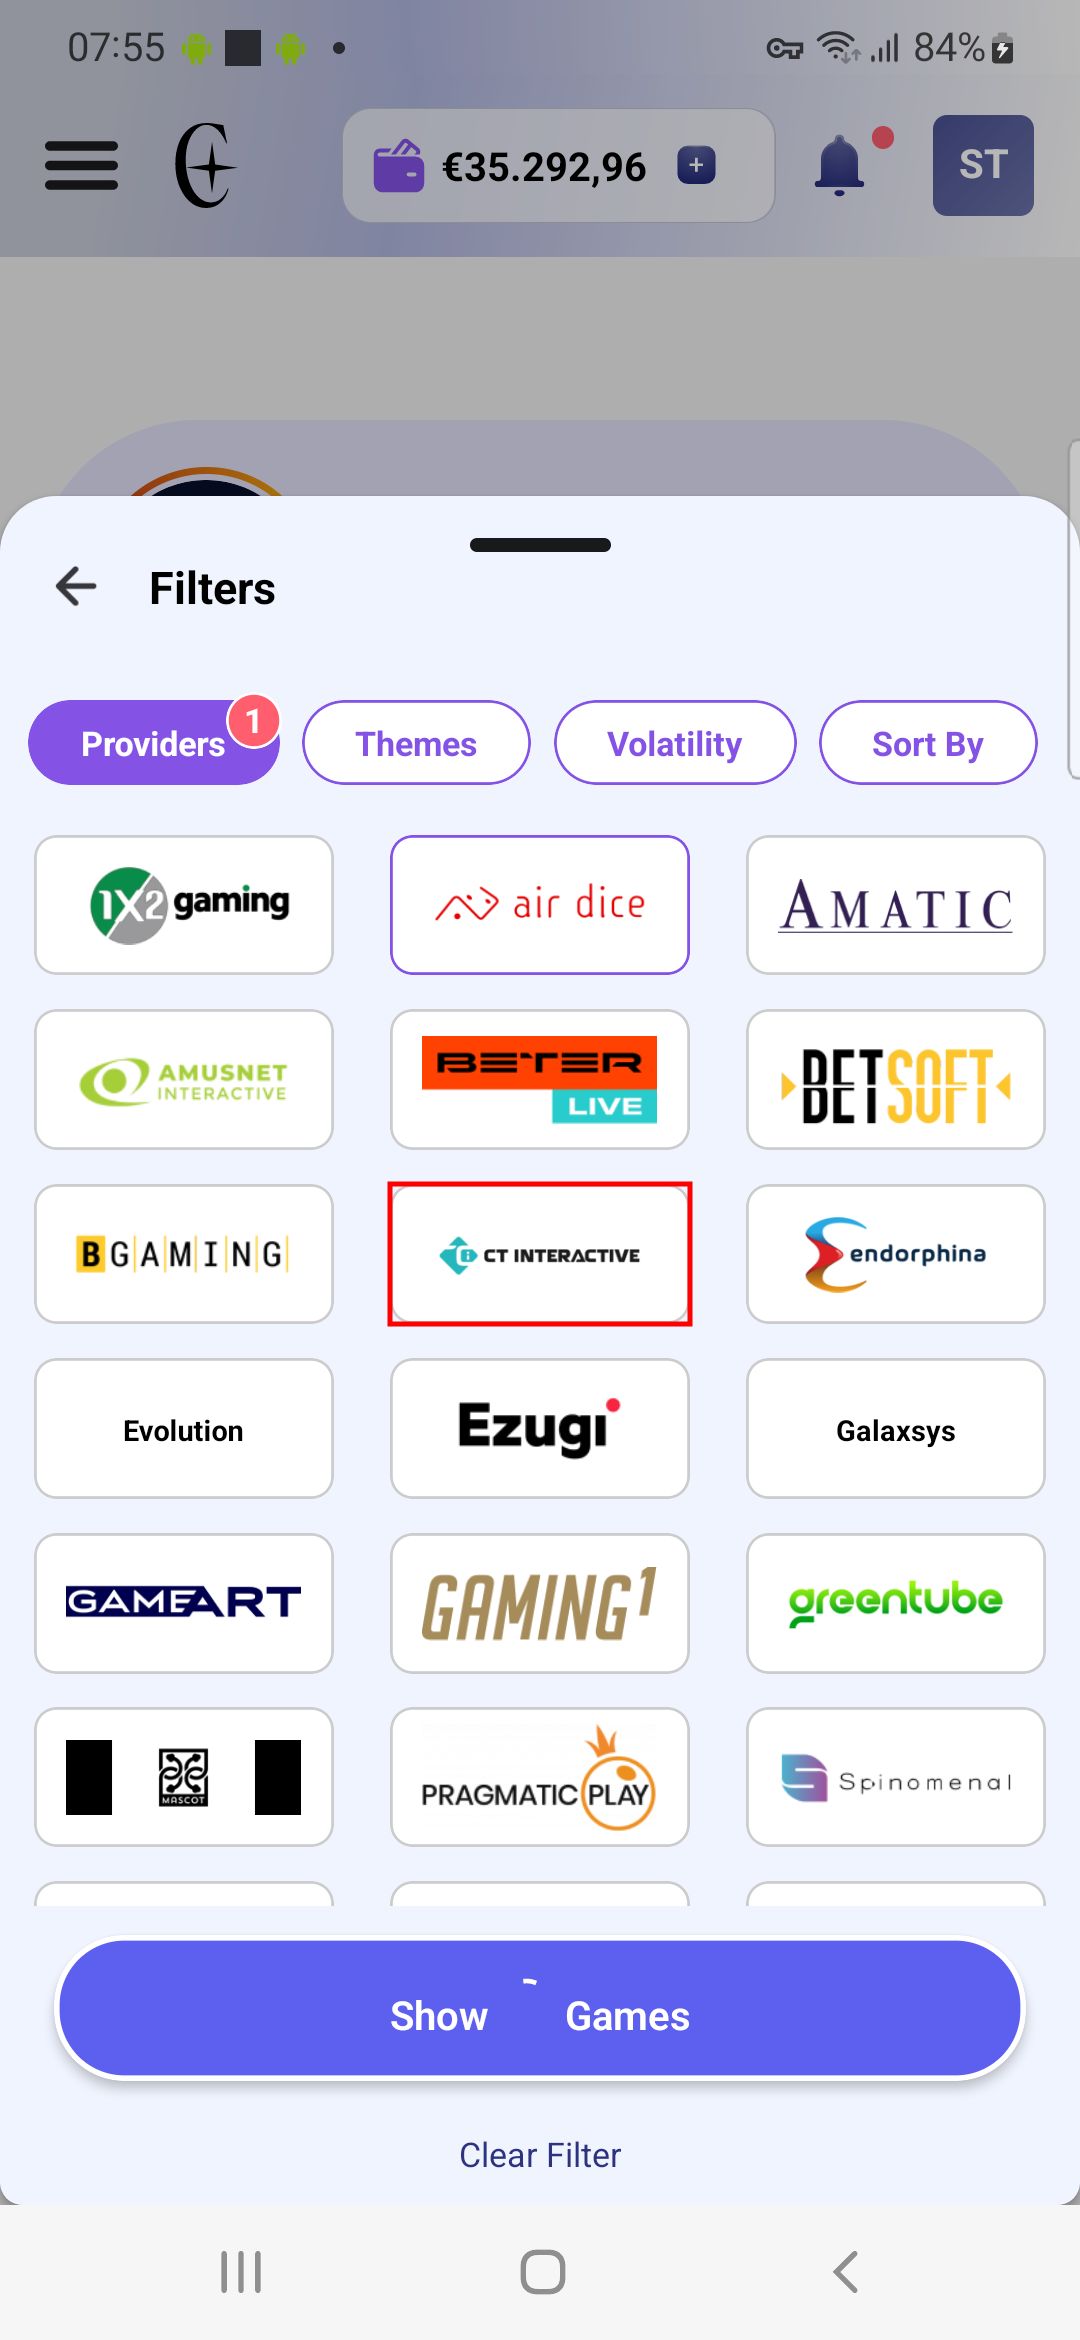 07:55
84%
€35.292,96
+
ST
Filters
Providers 1
Themes
Volatility
Sort By
1X2 gaming
air dice
AMATIC
AMUSNET
INTERACTIVE
BETER
LIVE
BETSOFT
BGAMING
CT INTERACTIVE
endorphina
Evolution
Ezugi
Galaxsys
GAMEART
GAMING1
greentube
MASCOT
PRAGMATIC PLAY
Spinomenal
Show Games
Clear Filter